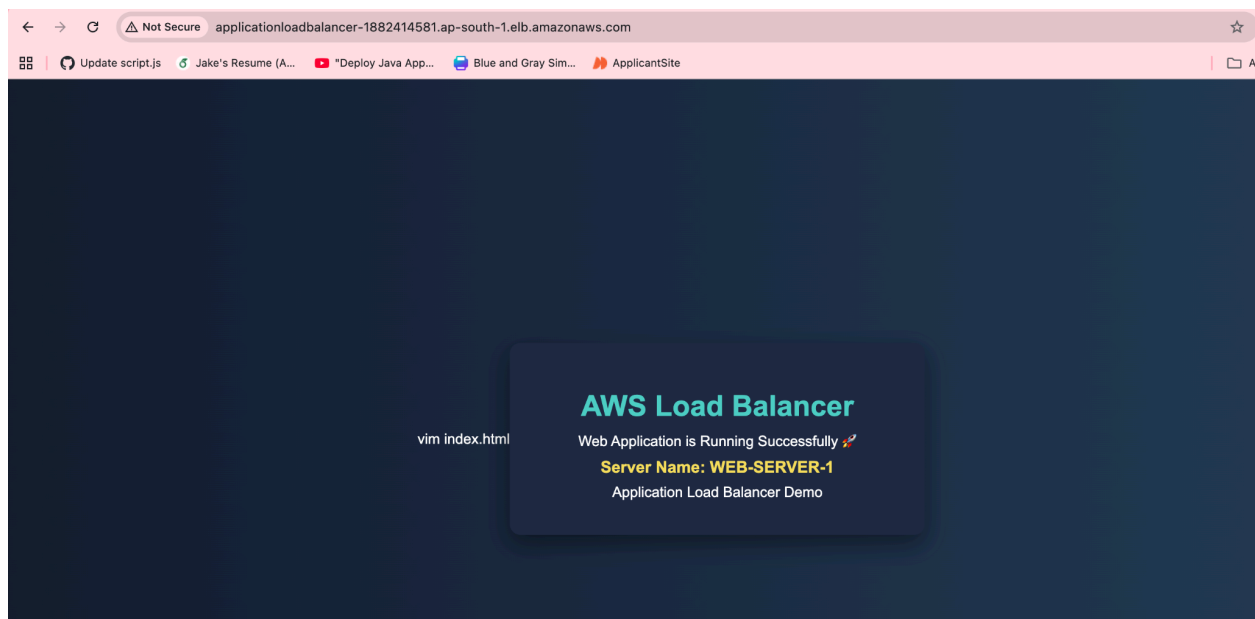 Not Secure applicationloadbalancer-1882414581.ap-south-1.elb.amazonaws.com
Update script.js Jake's Resume (A... "Deploy Java App... Blue and Gray Sim... ApplicantSite A
AWS Load Balancer
vim index.html Web Application is Running Successfully 🚀
Server Name: WEB-SERVER-1
Application Load Balancer Demo